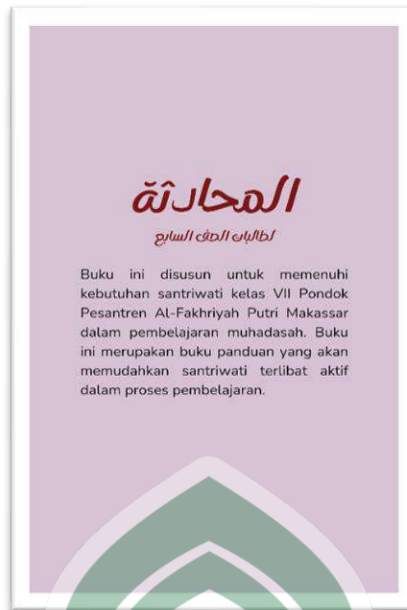 المحادثة
لطالبات الصف السابع
Buku ini disusun untuk memenuhi
kebutuhan santriwati kelas VII Pondok
Pesantren Al-Fakhriyah Putri Makassar
dalam pembelajaran muhadasah. Buku
ini merupakan buku panduan yang akan
memudahkan santriwati terlibat aktif
dalam proses pembelajaran.